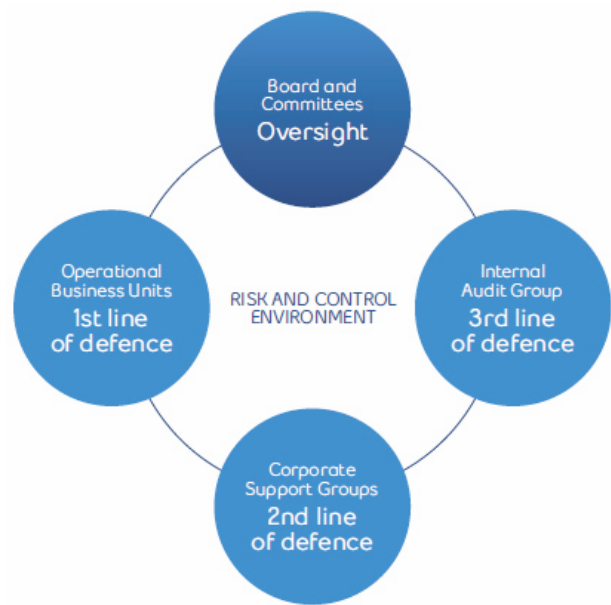 Board and
Committees
Oversight
Operational
Business Units
1st line
of defence
RISK AND CONTROL
ENVIRONMENT
Internal
Audit Group
3rd line
of defence
Corporate
Support Groups
2nd line
of defence